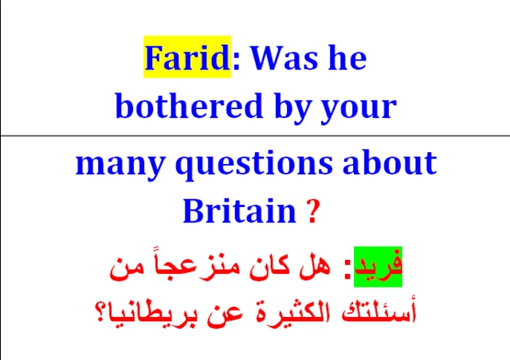 Farid: Was he
bothered by your
many questions about
Britain ?
فريد: هل كان منزعجاً من
أسئلتك الكثيرة عن بريطانيا؟